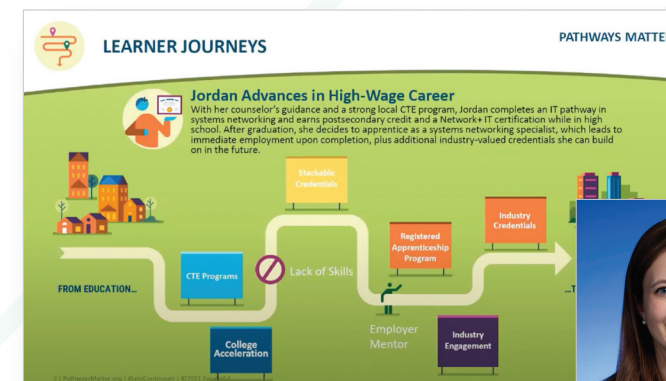 LEARNER JOURNEYS
PATHWAYS MATTE
Jordan Advances in High-Wage Career
With her counselor's guidance and a strong local CTE program, Jordan completes an IT pathway in
systems networking and earns postsecondary credit and a Network+ IT certification while in high
school. After graduation, she decides to apprentice as a systems networking specialist, which leads to
immediate employment upon completion, plus additional industry-valued credentials she can build
on in the future.
Stackable
Credentials
Industry
Credentials
Registered
Apprenticeship
Program
CTE Programs
Lack of Skills
FROM EDUCATION...
...T
Employer
Mentor
College
Acceleration
Industry
Engagement